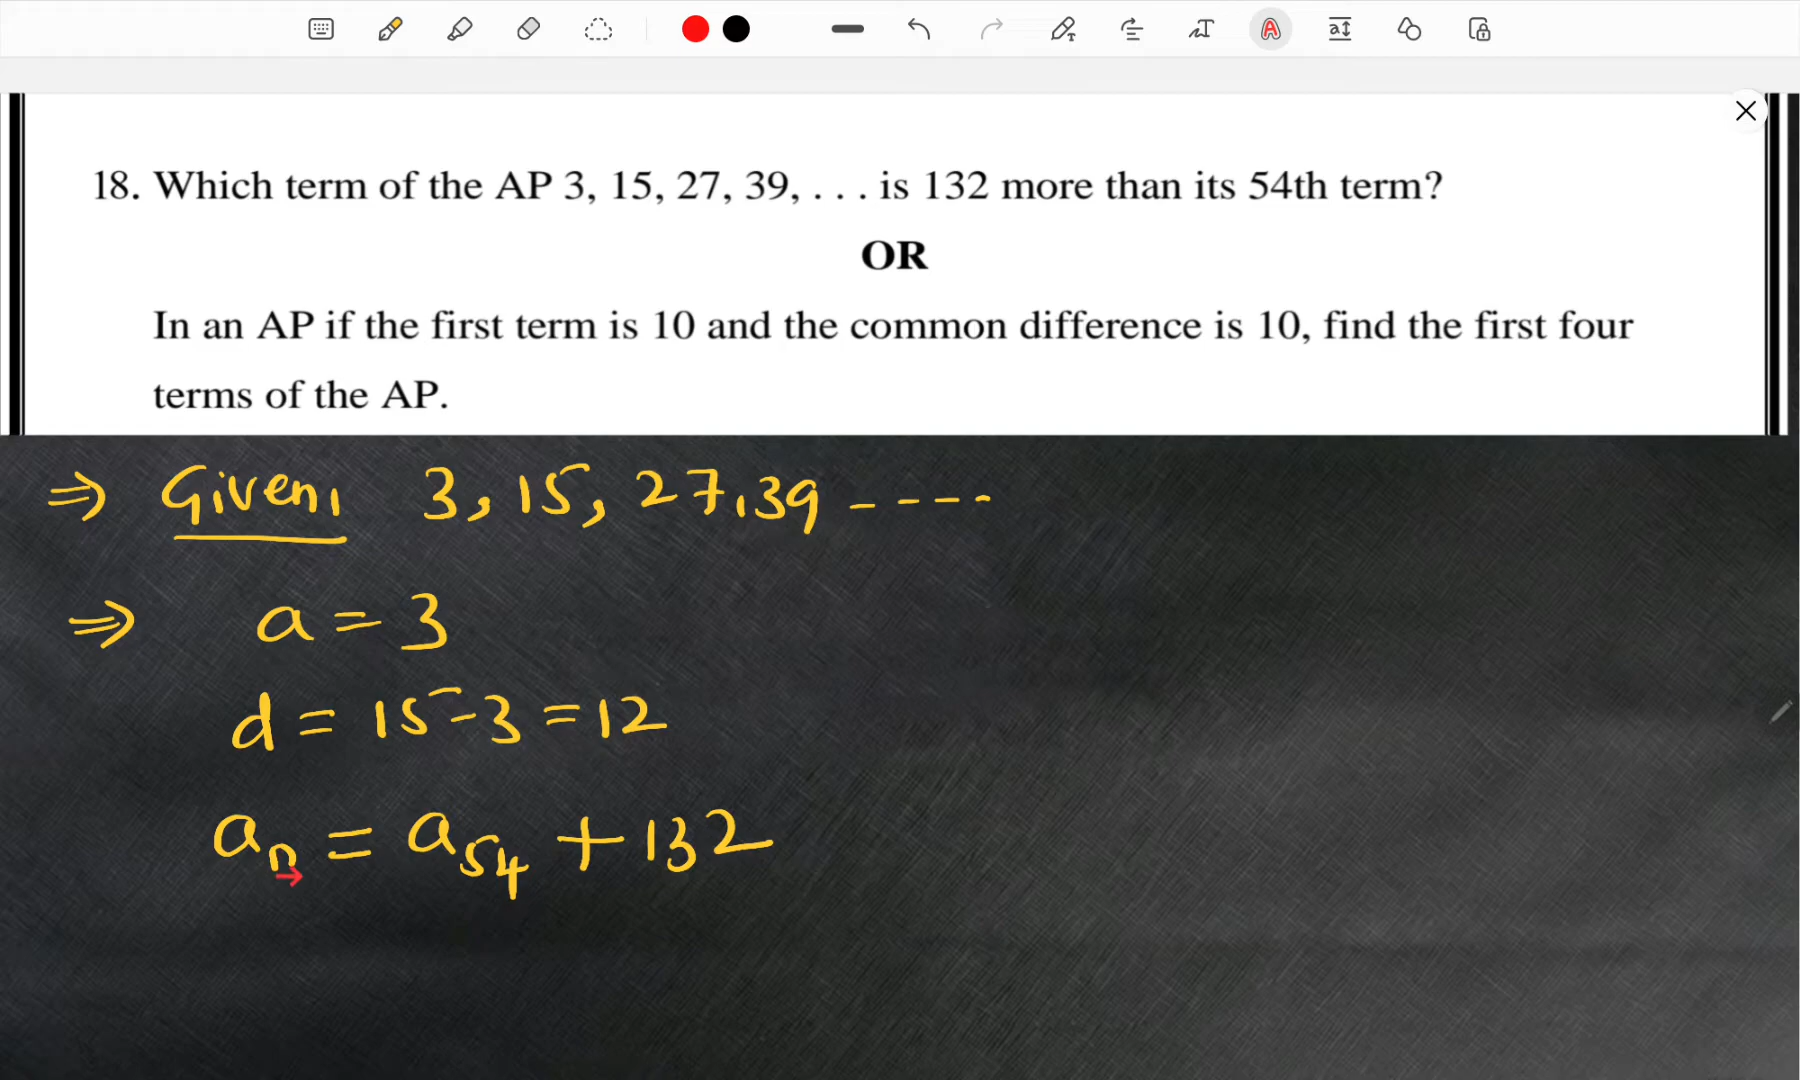 18. Which term of the AP 3, 15, 27, 39, . . . is 132 more than its 54th term?
OR
In an AP if the first term is 10 and the common difference is 10, find the first four
terms of the AP.
⇒ Given, 3, 15, 27, 39 - - - -
⇒ a = 3
d = 15 - 3 = 12
aₙ = a₅₄ + 132